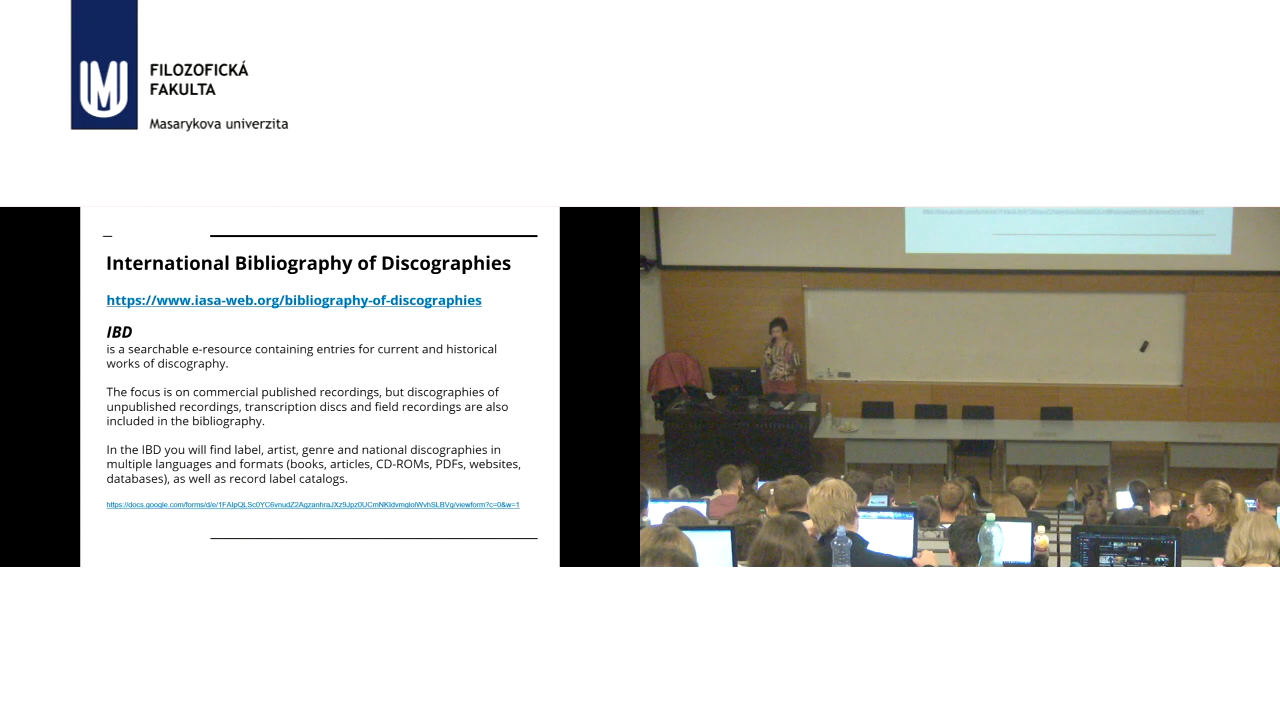 FILOZOFICKÁ
FAKULTA
Masarykova univerzita
International Bibliography of Discographies
https://www.iasa-web.org/bibliography-of-discographies
IBD
is a searchable e-resource containing entries for current and historical
works of discography.
The focus is on commercial published recordings, but discographies of
unpublished recordings, transcription discs and field recordings are also
included in the bibliography.
In the IBD you will find label, artist, genre and national discographies in
multiple languages and formats (books, articles, CD-ROMs, PDFs, websites,
databases), as well as record label catalogs.